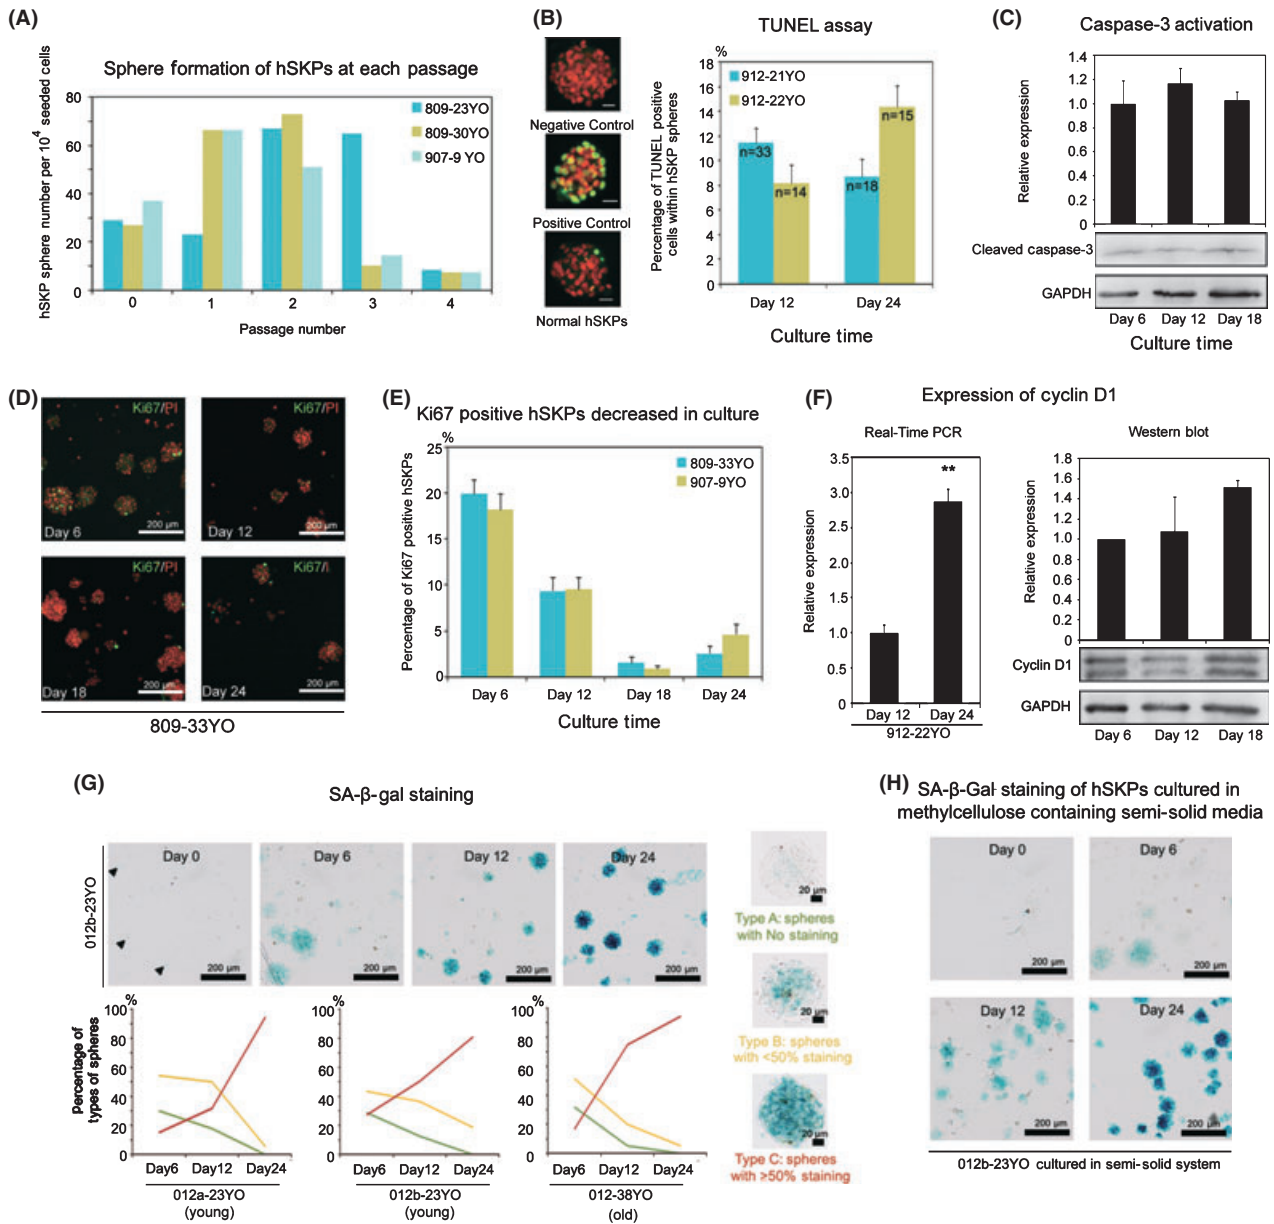 (A)
Sphere formation of hSKPs at each passage
hSKP sphere number per 10⁴ seeded cells
80
60
40
20
0
809-23YO
809-30YO
907-9 YO
0 1 2 3 4
Passage number
(B)
TUNEL assay
Negative Control
Positive Control
Normal hSKPs
%
Percentage of TUNEL positive
cells within hSKP spheres
18
16
14
12
10
8
6
4
2
0
912-21YO
912-22YO
n=33
n=14
n=18
n=15
Day 12 Day 24
Culture time
(C)
Caspase-3 activation
Relative expression
1.4
1.2
1.0
0.8
0.6
0.4
0.2
0
Cleaved caspase-3
GAPDH
Day 6 Day 12 Day 18
Culture time
(D)
Ki67/PI
Day 6
200 µm
Ki67/PI
Day 12
200 µm
Ki67/PI
Day 18
200 µm
Ki67/
Day 24
200 µm
809-33YO
(E)
Ki67 positive hSKPs decreased in culture
%
Percentage of Ki67 positive hSKPs
25
20
15
10
5
0
809-33YO
907-9YO
Day 6 Day 12 Day 18 Day 24
Culture time
(F)
Expression of cyclin D1
Real-Time PCR
Relative expression
3.5
3.0
2.5
2.0
1.5
1.0
0.5
0
**
Day 12 Day 24
912-22YO
Western blot
Relative expression
1.8
1.6
1.4
1.2
1.0
0.8
0.6
0.4
0.2
0
Cyclin D1
GAPDH
Day 6 Day 12 Day 18
(G)
SA-β-gal staining
012b-23YO
Day 0
200 µm
Day 6
200 µm
Day 12
200 µm
Day 24
200 µm
20 µm
Type A: spheres
with No staining
20 µm
Type B: spheres
with <50% staining
20 µm
Type C: spheres
with ≥50% staining
Percentage of
types of spheres
%
100
80
60
40
20
0
Day6 Day12 Day24
012a-23YO
(young)
%
100
80
60
40
20
0
Day6 Day12 Day24
012b-23YO
(young)
%
100
80
60
40
20
0
Day6 Day12 Day24
012-38YO
(old)
(H)
SA-β-Gal staining of hSKPs cultured in
methylcellulose containing semi-solid media
Day 0
200 µm
Day 6
200 µm
Day 12
200 µm
Day 24
200 µm
012b-23YO cultured in semi-solid system